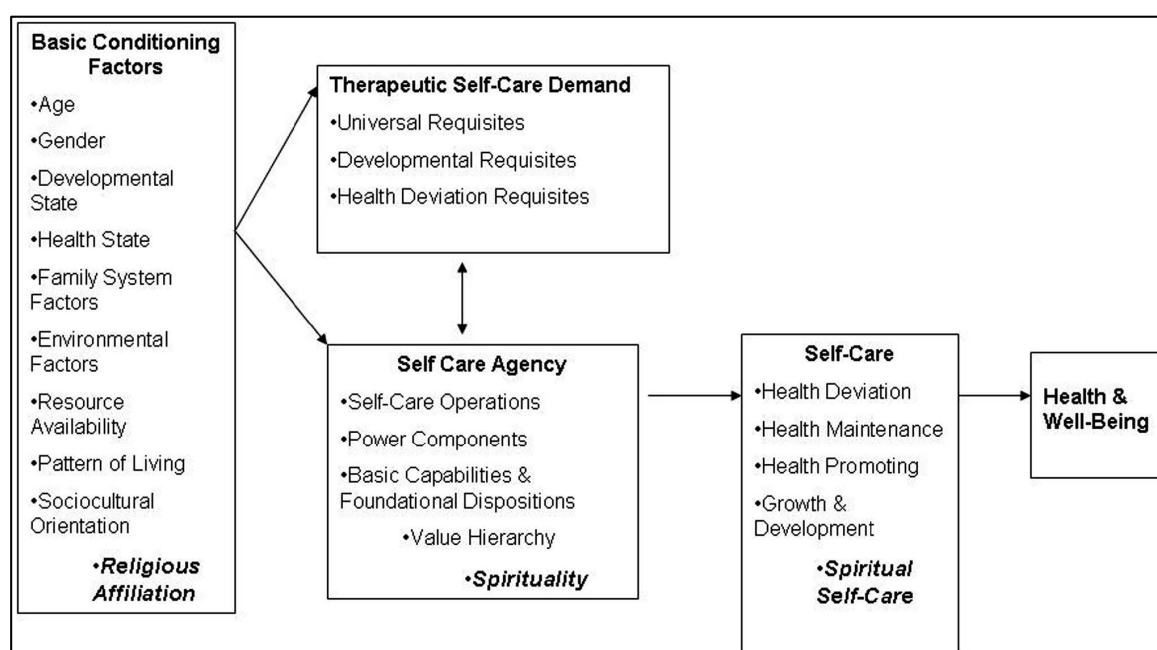 Basic Conditioning
Factors
•Age
•Gender
•Developmental
State
•Health State
•Family System
Factors
•Environmental
Factors
•Resource
Availability
•Pattern of Living
•Sociocultural
Orientation
•Religious
Affiliation
Therapeutic Self-Care Demand
•Universal Requisites
•Developmental Requisites
•Health Deviation Requisites
Self Care Agency
•Self-Care Operations
•Power Components
•Basic Capabilities &
Foundational Dispositions
•Value Hierarchy
•Spirituality
Self-Care
•Health Deviation
•Health Maintenance
•Health Promoting
•Growth &
Development
•Spiritual
Self-Care
Health &
Well-Being